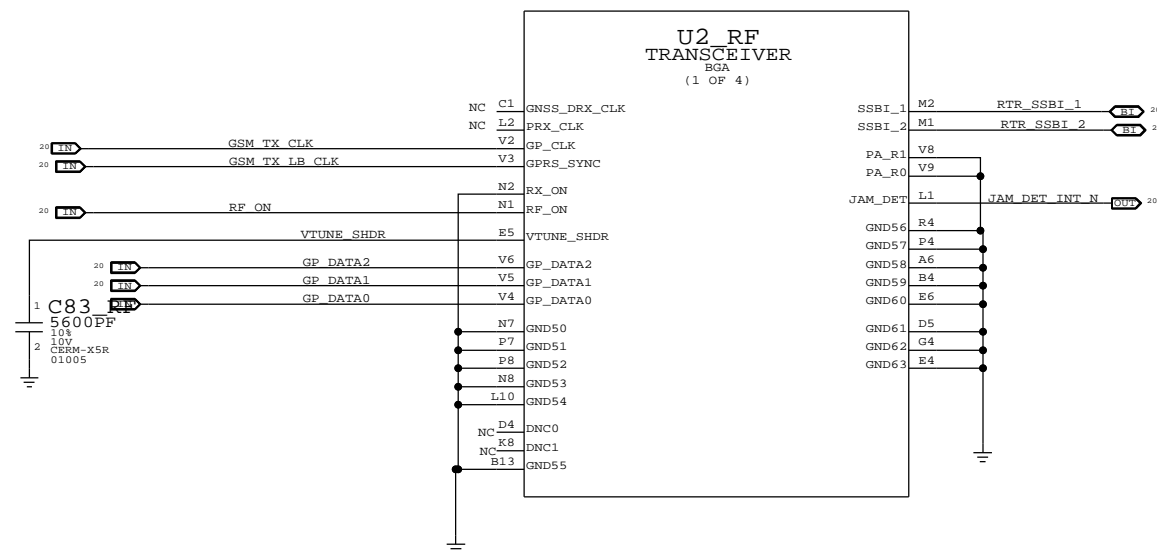 U2_RF
TRANSCEIVER
BGA
(1 OF 4)
NC C1 GNSS_DRX_CLK
NC L2 PRX_CLK
20 IN GSM_TX_CLK V2 GP_CLK
20 IN GSM_TX_LB_CLK V3 GPRS_SYNC
N2 RX_ON
20 IN RF_ON N1 RF_ON
VTUNE_SHDR E5 VTUNE_SHDR
20 IN GP_DATA2 V6 GP_DATA2
20 IN GP_DATA1 V5 GP_DATA1
GP_DATA0 V4 GP_DATA0
1 C83_RF
5600PF
10%
10V
2 CERM-X5R
01005
N7 GND50
P7 GND51
P8 GND52
N8 GND53
L10 GND54
NC D4 DNC0
NC K8 DNC1
B13 GND55
SSBI_1 M2 RTR_SSBI_1 BI
SSBI_2 M1 RTR_SSBI_2 BI
PA_R1 V8
PA_R0 V9
JAM_DET L1 JAM_DET_INT_N OUT 20
GND56 R4
GND57 P4
GND58 A6
GND59 B4
GND60 E6
GND61 D5
GND62 G4
GND63 E4